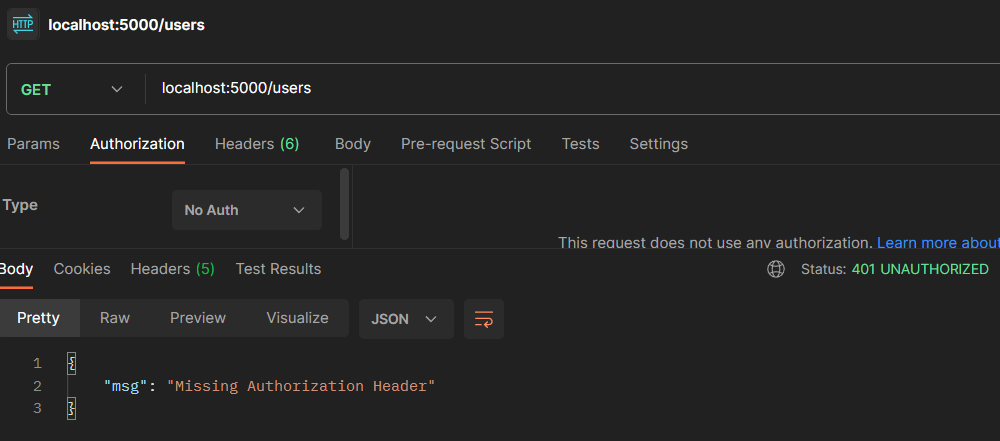 HTTP localhost:5000/users
GET localhost:5000/users
Params Authorization Headers (6) Body Pre-request Script Tests Settings
Type No Auth
This request does not use any authorization. Learn more about
Body Cookies Headers (5) Test Results Status: 401 UNAUTHORIZED
Pretty Raw Preview Visualize JSON
1 {
2 "msg": "Missing Authorization Header"
3 }